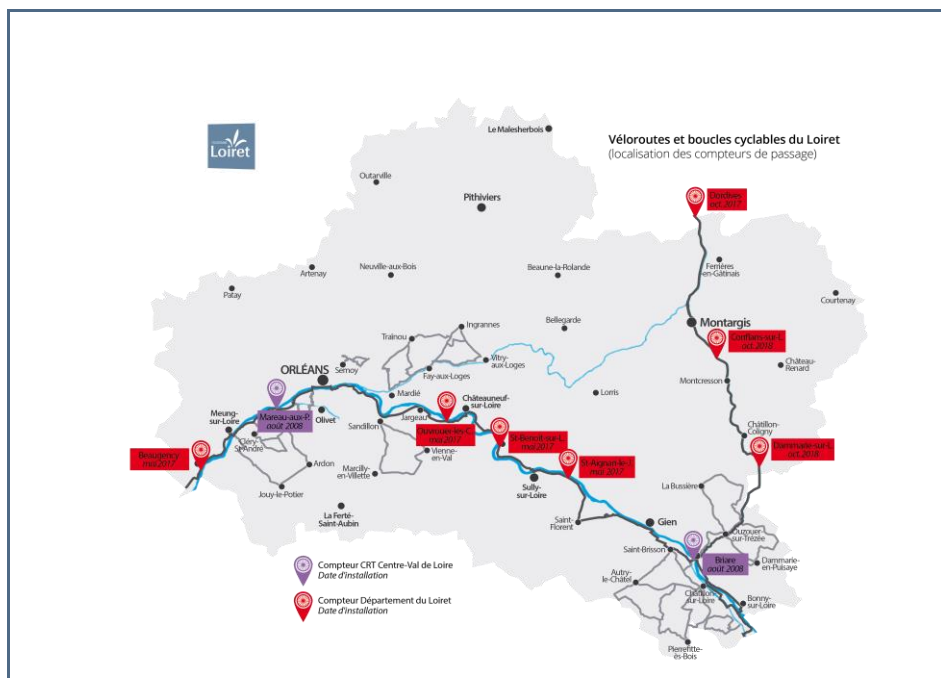 Le Malesherbois
Véloroutes et boucles cyclables du Loiret
(localisation des compteurs de passage)
Loiret
Outarville
Pithiviers
Dordives
oct.2017
Artenay
Neuville-aux-Bois
Beaune-la-Rolande
Ferrières
-en-Gâtinais
Patay
Courtenay
Bellegarde
Montargis
Ingrannes
Traînou
Conflans-sur-L.
oct.2018
Château-
Renard
Vitry-
aux-Loges
Semoy
ORLÉANS
Fay-aux-Loges
Montcresson
Lorris
Mardié
Châteauneuf-
sur-Loire
Mareau-aux-P.
août 2008
Meung-
sur-Loire
Olivet
Jargeau
Sandillon
Ouvrouer-les-C.
mai 2017
St-Benoît-sur-L.
mai 2017
Châtillon-
Coligny
Cléry-
St-André
Dammarie-sur-L.
oct.2018
Beaugency
mai 2017
Vienne-
en-Val
St-Aignan-le-J.
mai 2017
Ardon
Marcilly-
en-Villette
Jouy-le-Potier
Sully-
sur-Loire
La Bussière
La Ferté-
Saint-Aubin
Saint-
Florent
Gien
Ouzouer-
sur-Trézée
Saint-Brisson
Briare
août 2008
Dammarie-
en-Puisaye
Compteur CRT Centre-Val de Loire
Date d'installation
Autry-
le-Châtel
Châtillon-
sur-Loire
Bonny-
sur-Loire
Compteur Département du Loiret
Date d'installation
Pierrefitte-
ès-Bois